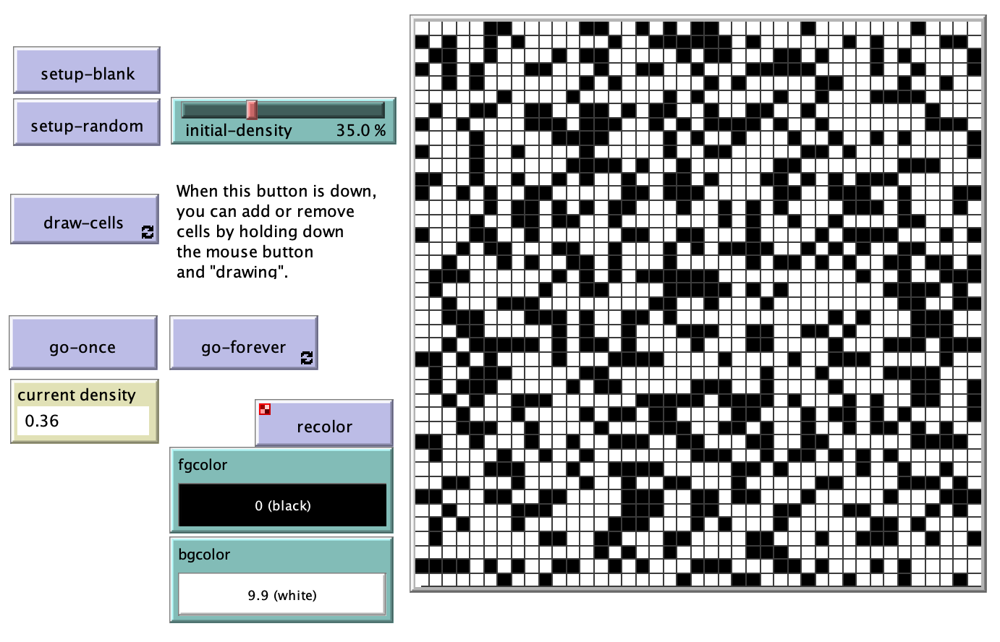 setup-blank
setup-random
initial-density 35.0 %
draw-cells
When this button is down,
you can add or remove
cells by holding down
the mouse button
and "drawing".
go-once
go-forever
current density
0.36
recolor
fgcolor
0 (black)
bgcolor
9.9 (white)